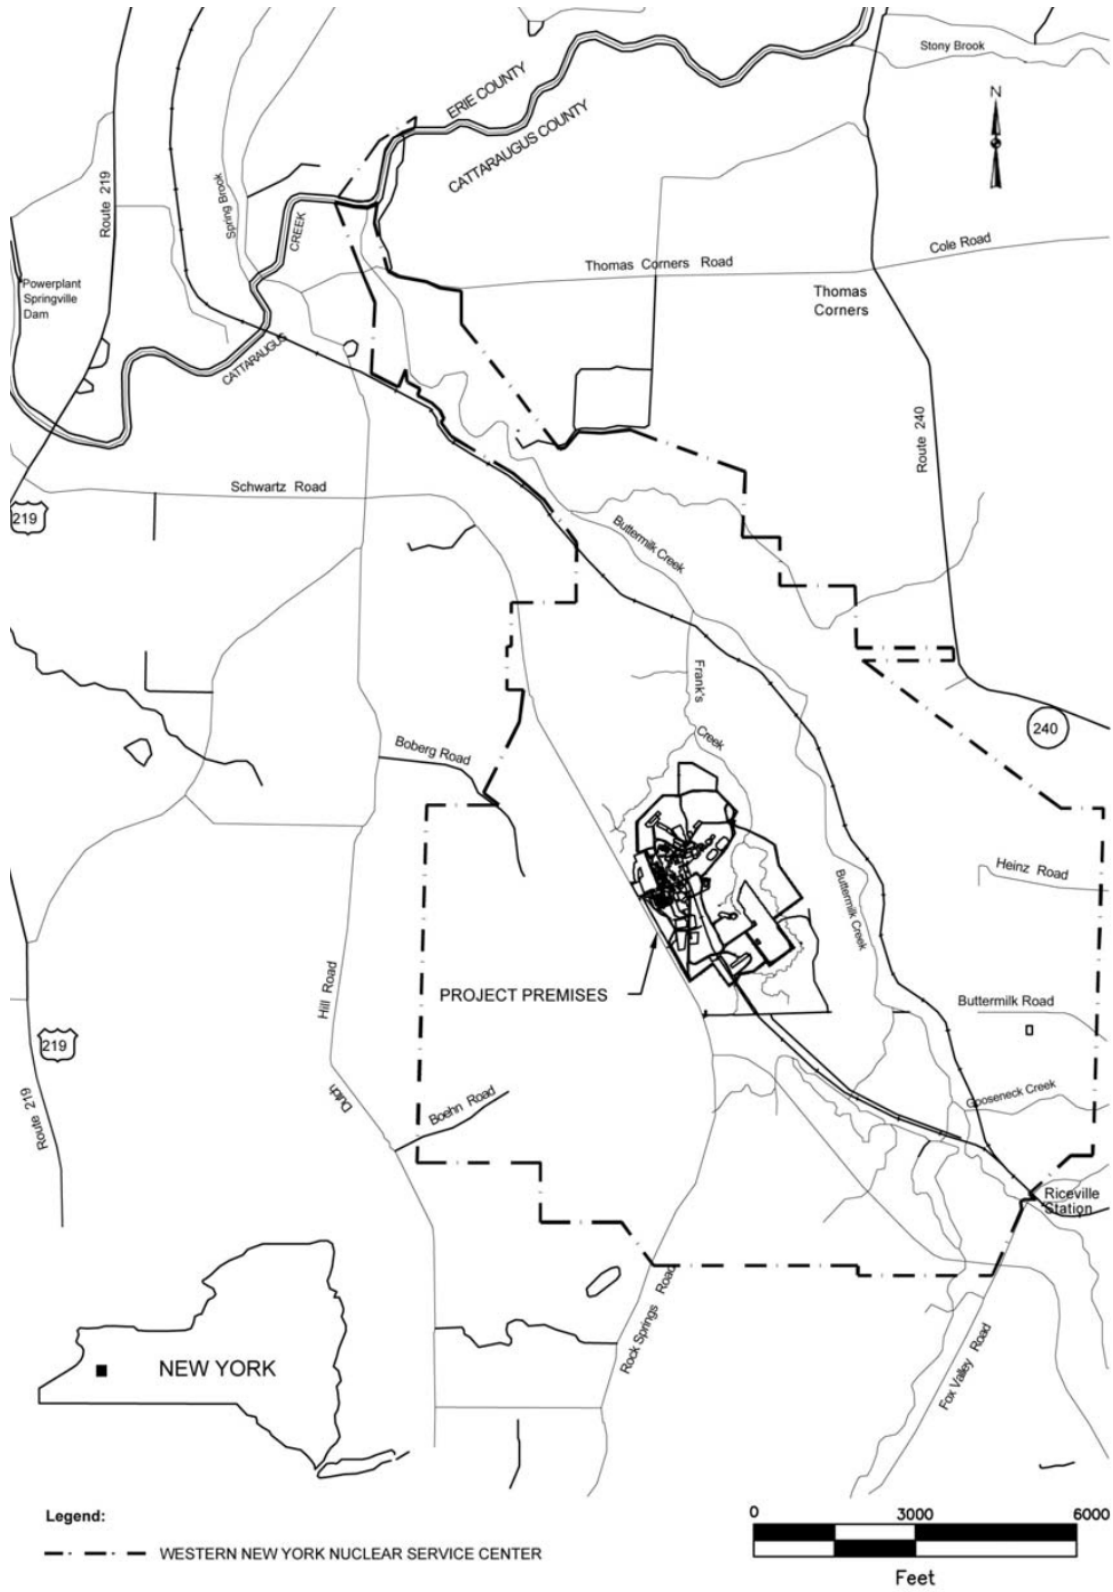 Stony Brook
ERIE COUNTY
CATTARAUGUS COUNTY
N
Route 219
Spring Brook
CREEK
Cole Road
Thomas Corners Road
Powerplant
Springville
Dam
Thomas
Corners
CATTARAUGUS
Route 240
Schwartz Road
219
Buttermilk Creek
Frank's
Creek
240
Boberg Road
Heinz Road
Buttermilk Creek
PROJECT PREMISES
Hill Road
Buttermilk Road
219
Gooseneck Creek
Dutch
Boehn Road
Route 219
Riceville
Station
Rock Springs Road
Fox Valley Road
NEW YORK
Legend:
WESTERN NEW YORK NUCLEAR SERVICE CENTER
0 3000 6000
Feet